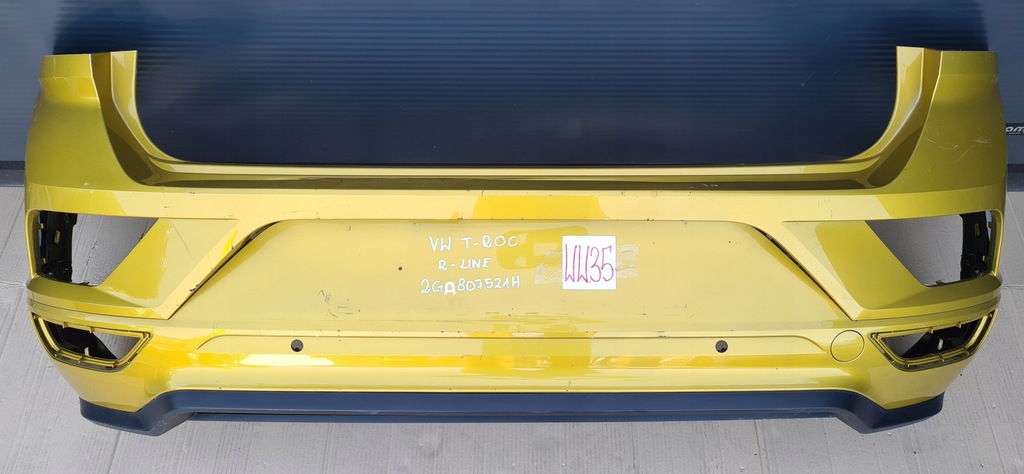 VW T-ROC
R-LINE
2GA807521H
WW35